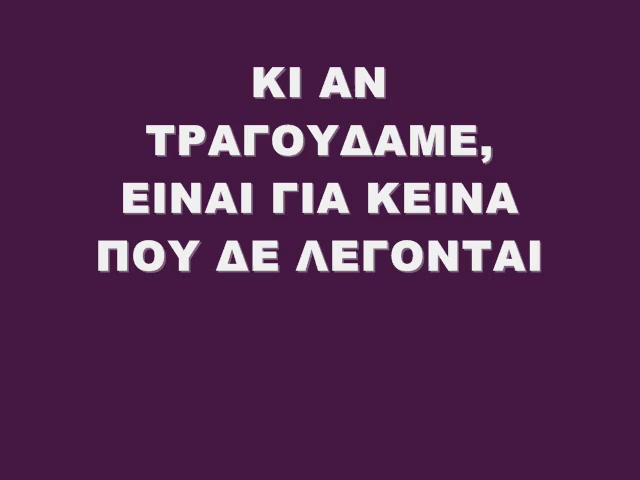 ΚΙ ΑΝ
ΤΡΑΓΟΥΔΑΜΕ,
ΕΙΝΑΙ ΓΙΑ ΚΕΙΝΑ
ΠΟΥ ΔΕ ΛΕΓΟΝΤΑΙ